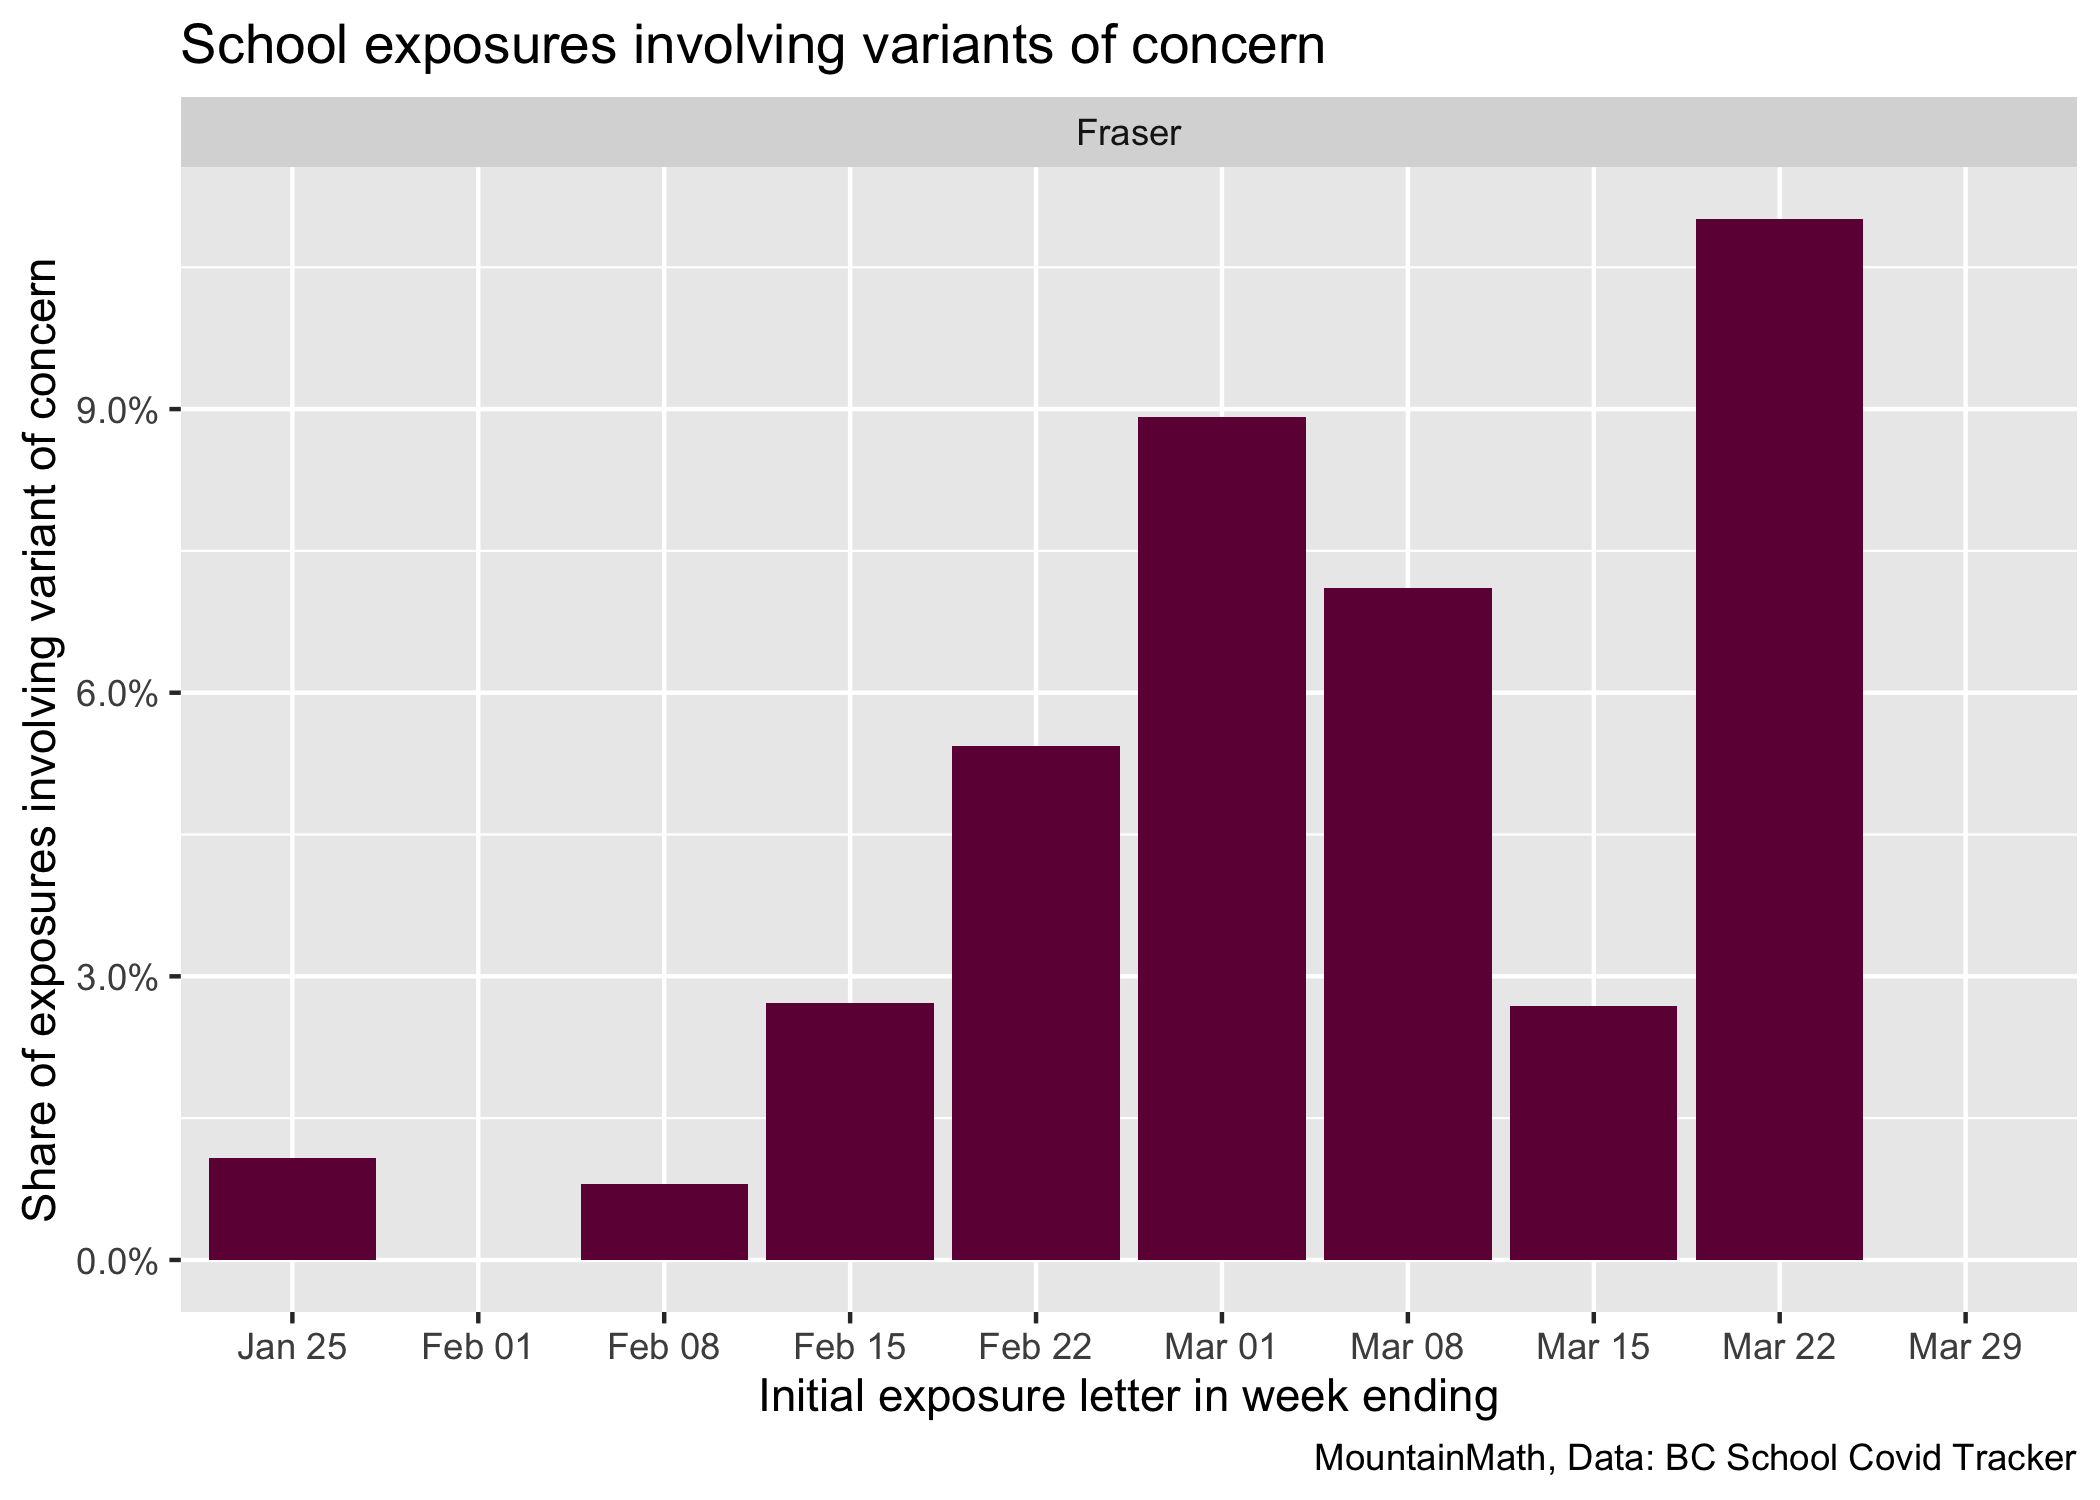 School exposures involving variants of concern
Fraser
Share of exposures involving variant of concern
9.0%
6.0%
3.0%
0.0%
Jan 25 Feb 01 Feb 08 Feb 15 Feb 22 Mar 01 Mar 08 Mar 15 Mar 22 Mar 29
Initial exposure letter in week ending
MountainMath, Data: BC School Covid Tracker